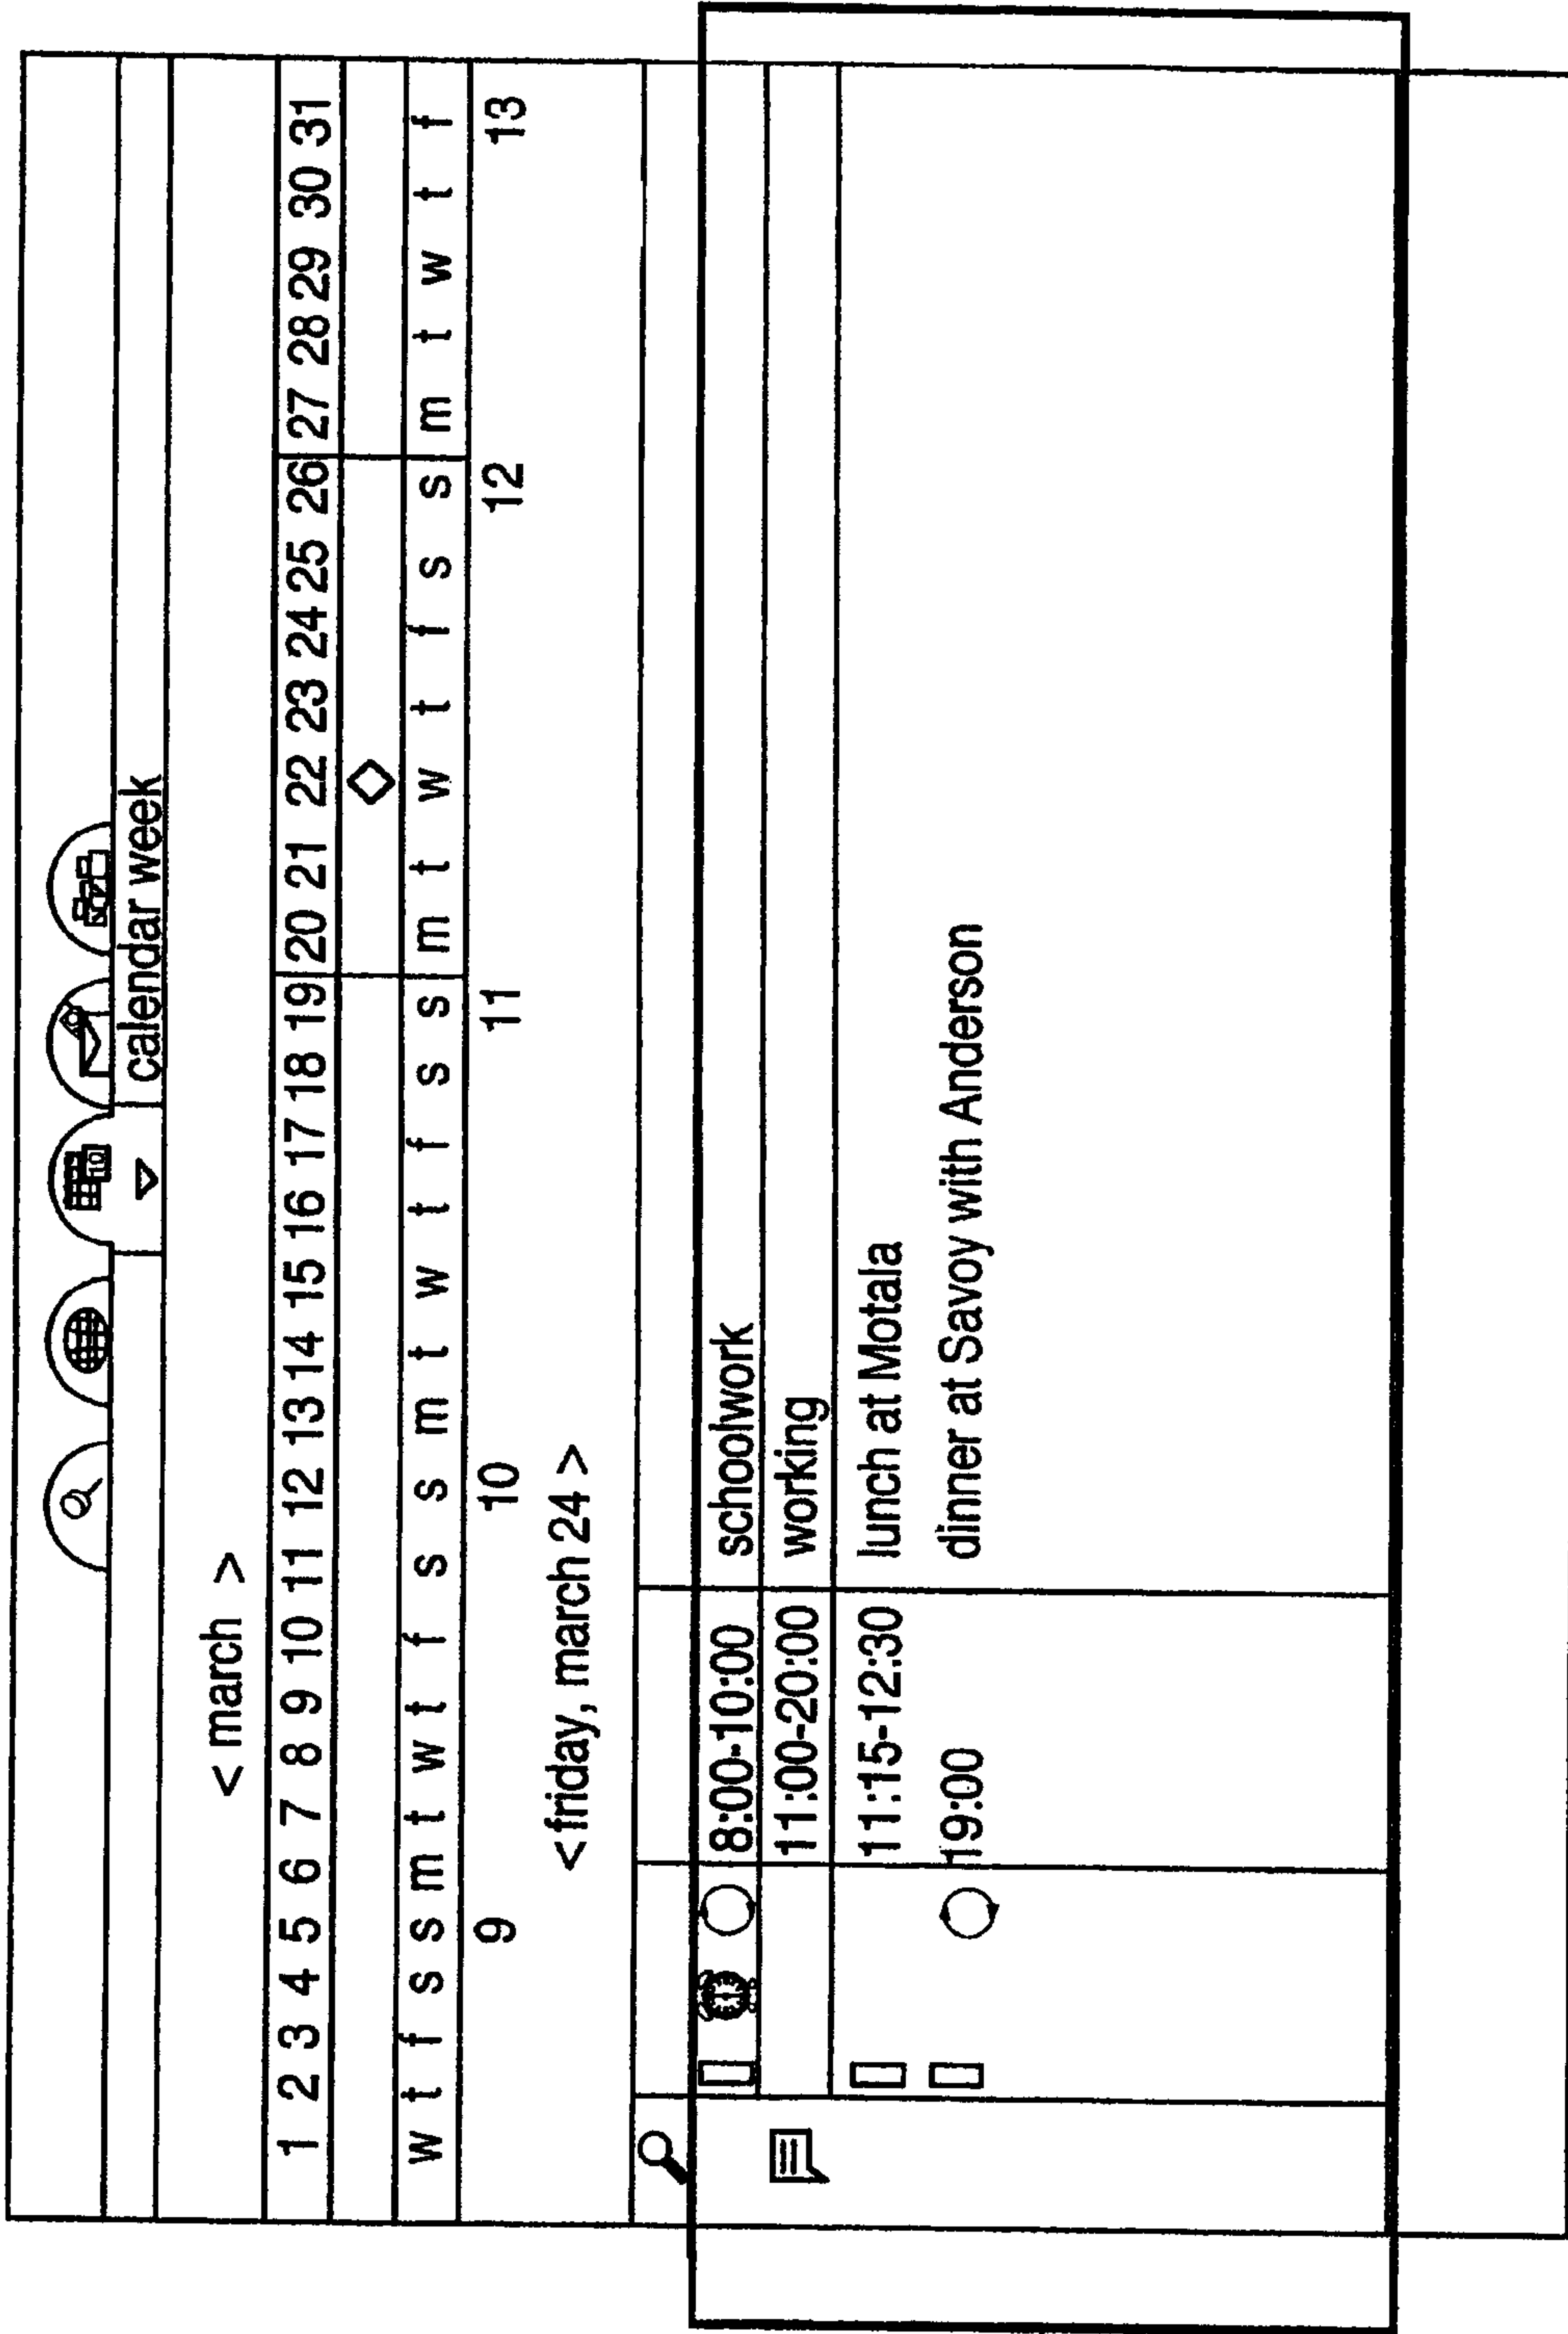 calendar week
< march >
1 2 3 4 5 6 7 8 9 10 11 12 13 14 15 16 17 18 19 20 21 22 23 24 25 26 27 28 29 30 31
w t f s s m t w t f s s m t w t f s s m t w t f s s m t w t f
9 10 11 12 13
<friday, march 24 >
8:00-10:00 schoolwork
11:00-20:00 working
11:15-12:30 lunch at Motala
19:00 dinner at Savoy with Anderson